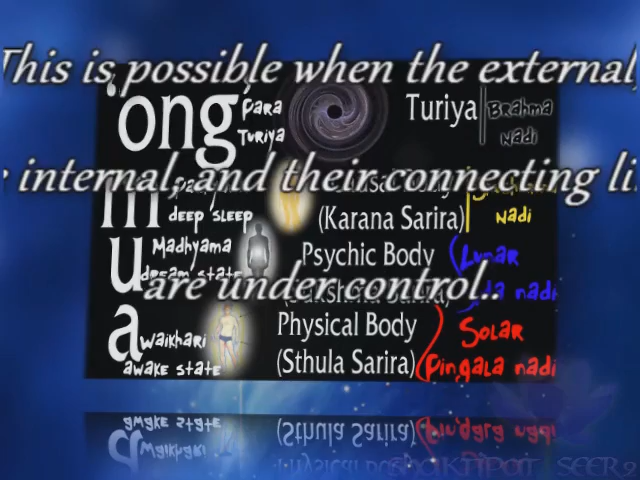 This is possible when the external,
'ong'
Para
Turiya
Turiya
Brahma
Nadi
internal, and their connecting
m
deep sleep
(Karana Sarira)
Nadi
u
Madhyama
dream state
Psychic Body
Lunar
nadi
are under control..
a
waikhari
awake state
Physical Body
(Sthula Sarira)
Solar
Pingala nadi